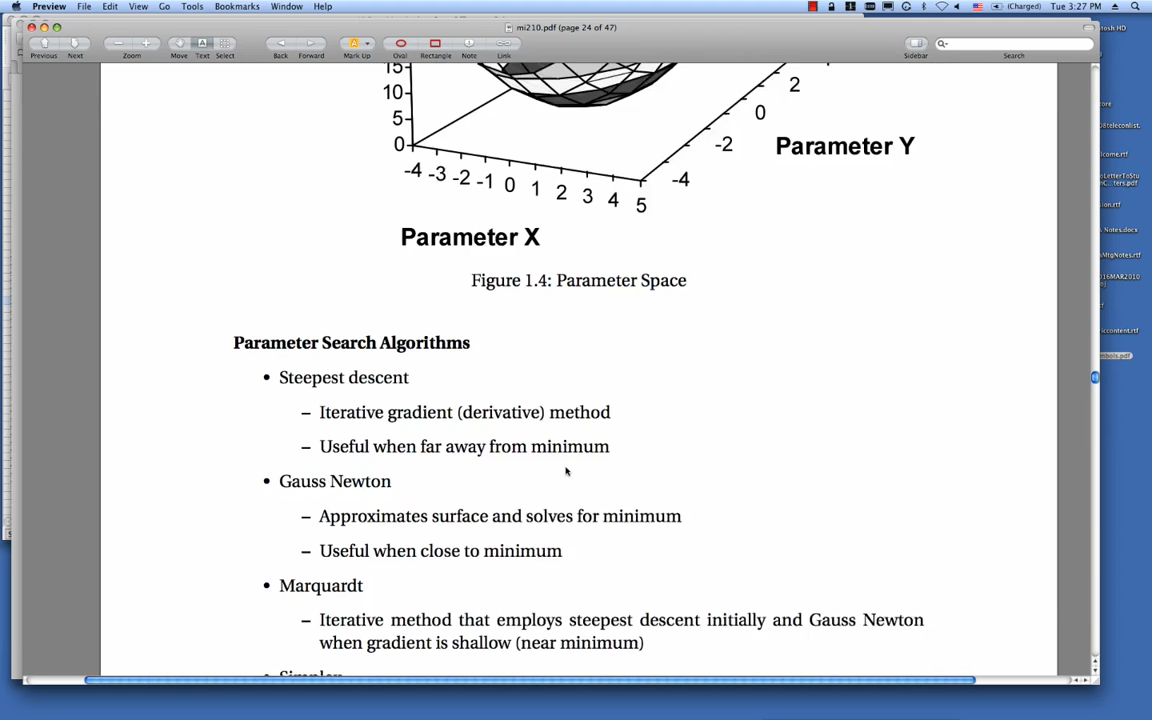 Preview File Edit View Go Tools Bookmarks Window Help
(Charged) Tue 3:27 PM
mi210.pdf (page 24 of 47)
Previous Next Zoom Move Text Select Back Forward Mark Up Oval Rectangle Note Link Sidebar Search
15
10
5
0
-4 -3 -2 -1 0 1 2 3 4 5
2
0
-2
-4
Parameter Y
Parameter X
Figure 1.4: Parameter Space
Parameter Search Algorithms
• Steepest descent
– Iterative gradient (derivative) method
– Useful when far away from minimum
• Gauss Newton
– Approximates surface and solves for minimum
– Useful when close to minimum
• Marquardt
– Iterative method that employs steepest descent initially and Gauss Newton
when gradient is shallow (near minimum)
• Simplex